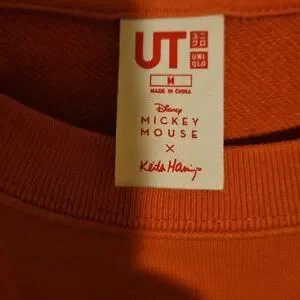 UT
UNI
QLO
M
MADE IN CHINA
Disney
MICKEY
MOUSE
×
Keith Haring